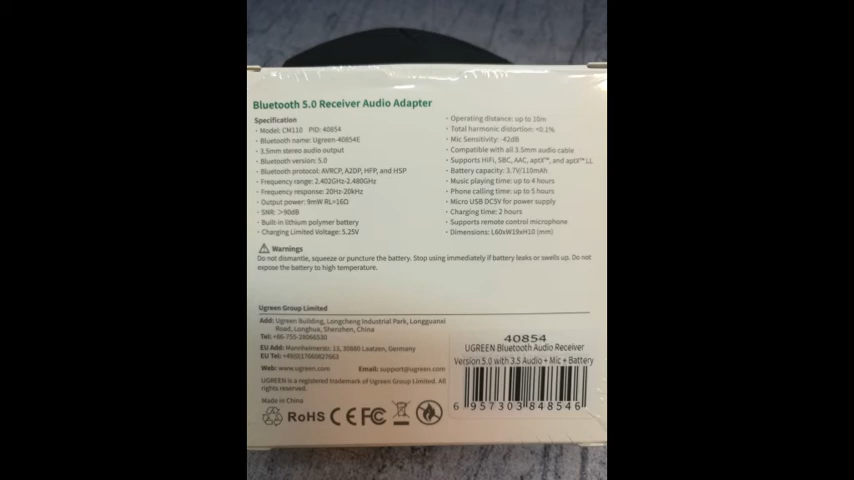 Bluetooth 5.0 Receiver Audio Adapter
Specification
· Model: CM110 PID: 40854
· Bluetooth name: Ugreen-40854E
· 3.5mm stereo audio output
· Bluetooth version: 5.0
· Bluetooth protocol: AVRCP, A2DP, HFP, and HSP
· Frequency range: 2.402GHz-2.480GHz
· Frequency response: 20Hz-20kHz
· Output power: 9mW RL=16Ω
· SNR: >90dB
· Built-in lithium polymer battery
· Charging Limited Voltage: 5.25V
· Operating distance: up to 10m
· Total harmonic distortion: <0.1%
· Mic Sensitivity: -42dB
· Compatible with all 3.5mm audio cable
· Supports HiFi, SBC, AAC, aptX™, and aptX™ LL
· Battery capacity: 3.7V/110mAh
· Music playing time: up to 4 hours
· Phone calling time: up to 5 hours
· Micro USB DC5V for power supply
· Charging time: 2 hours
· Supports remote control microphone
· Dimensions: L60xW19xH10 (mm)
Warnings
Do not dismantle, squeeze or puncture the battery. Stop using immediately if battery leaks or swells up. Do not
expose the battery to high temperature.
Ugreen Group Limited
Add: Ugreen Building, Longcheng Industrial Park, Longguanxi
Road, Longhua, Shenzhen, China
Tel: +86-755-28066530
EU Add: Mannheimerstr. 13, 30880 Laatzen, Germany
EU Tel: +49(0)17660827663
Web: www.ugreen.com Email: support@ugreen.com
UGREEN is a registered trademark of Ugreen Group Limited. All
rights reserved.
Made in China
RoHS CE FC
40854
UGREEN Bluetooth Audio Receiver
Version 5.0 with 3.5 Audio + Mic + Battery
6 957303 848546